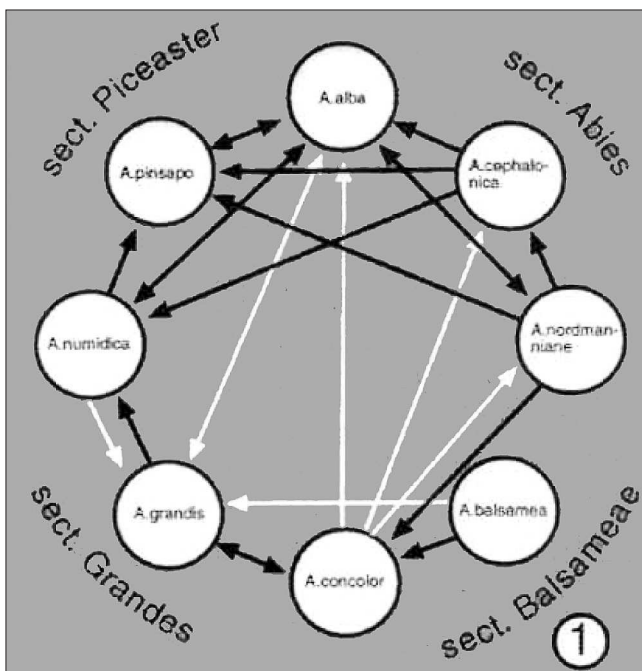 sect. Piceaster
sect. Abies
A.alba
A.pinsapo
A.cephalo-
nica
A.numidica
A.nordman-
niane
A.grandis
A.balsamea
A.concolor
sect. Grandes
sect. Balsameae
1